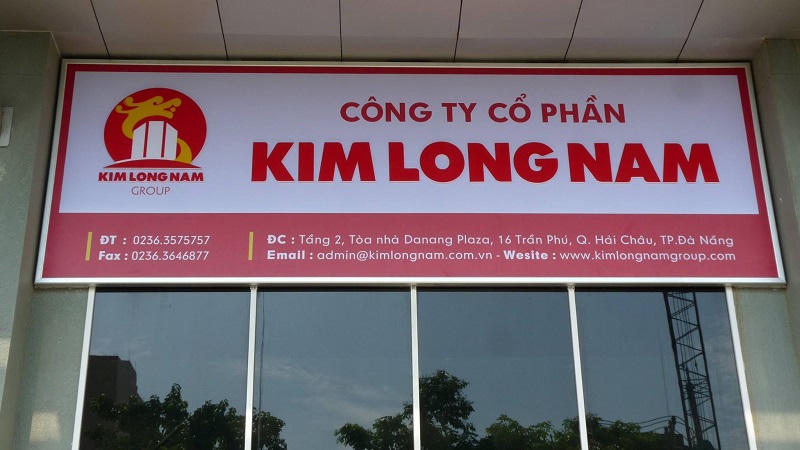 KIM LONG NAM
GROUP
CÔNG TY CỔ PHẦN
KIM LONG NAM
ĐT : 0236.3575757
Fax : 0236.3646877
ĐC : Tầng 2, Tòa nhà Danang Plaza, 16 Trần Phú, Q. Hải Châu, TP.Đà Nẵng
Email : admin@kimlongnam.com.vn - Wesite : www.kimlongnamgroup.com